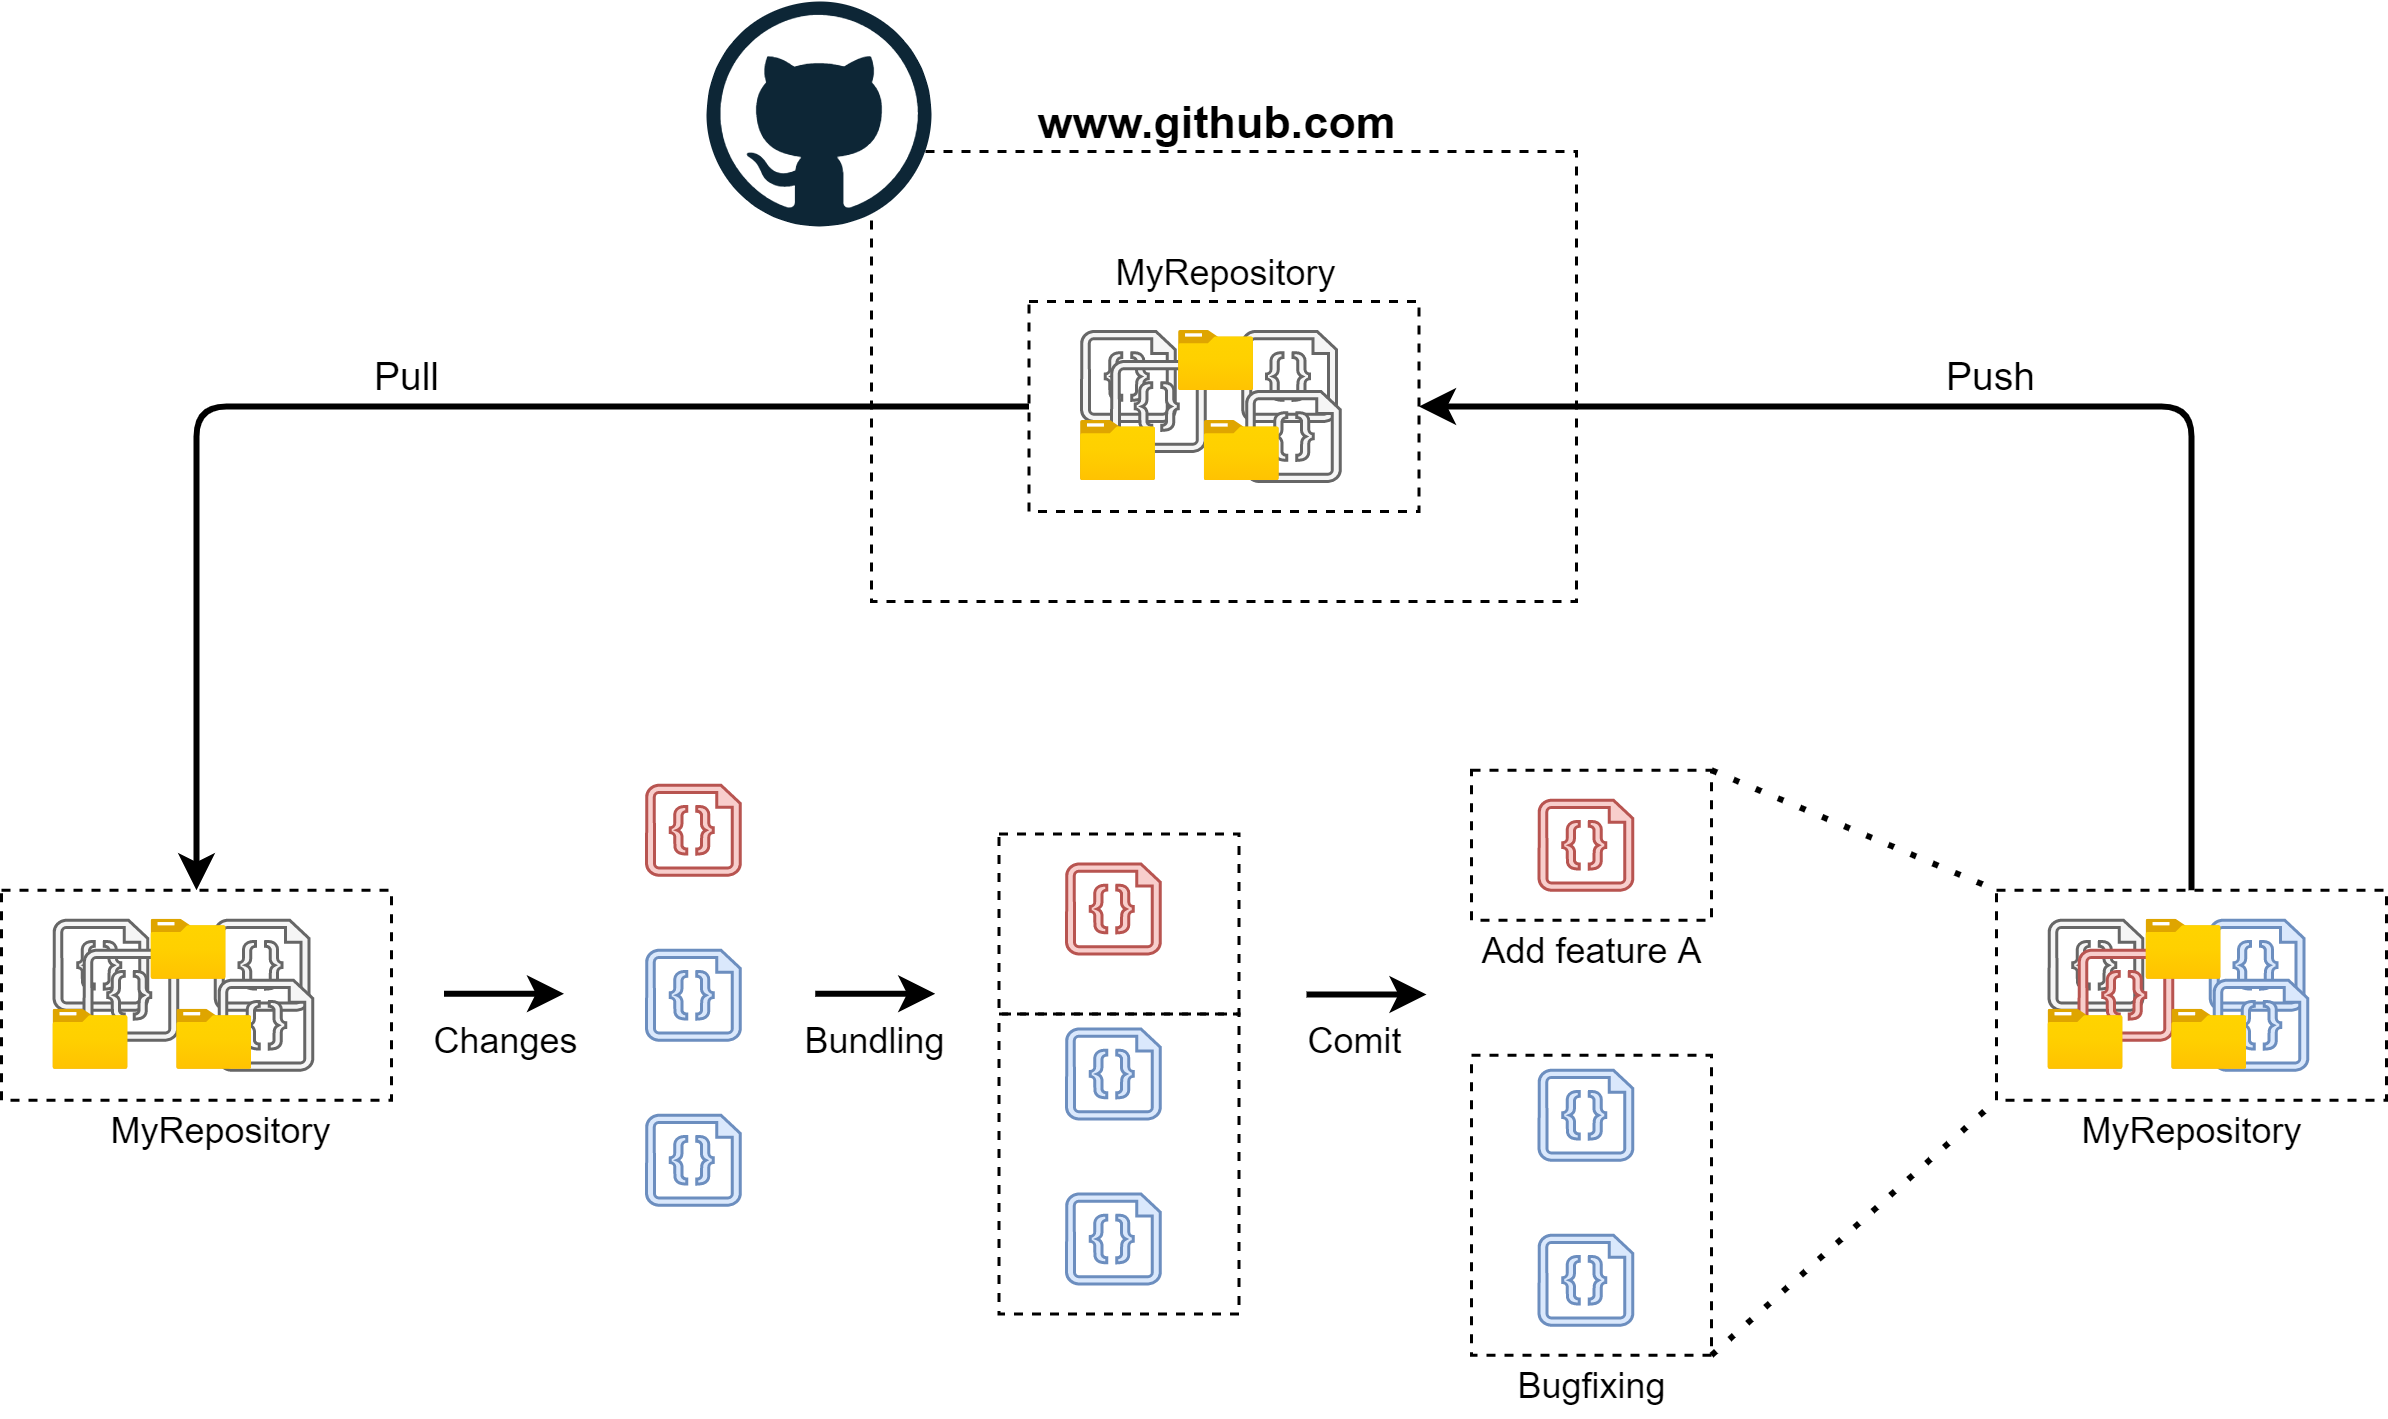 www.github.com
MyRepository
Pull
Push
Add feature A
Changes
Bundling
Comit
MyRepository
MyRepository
Bugfixing